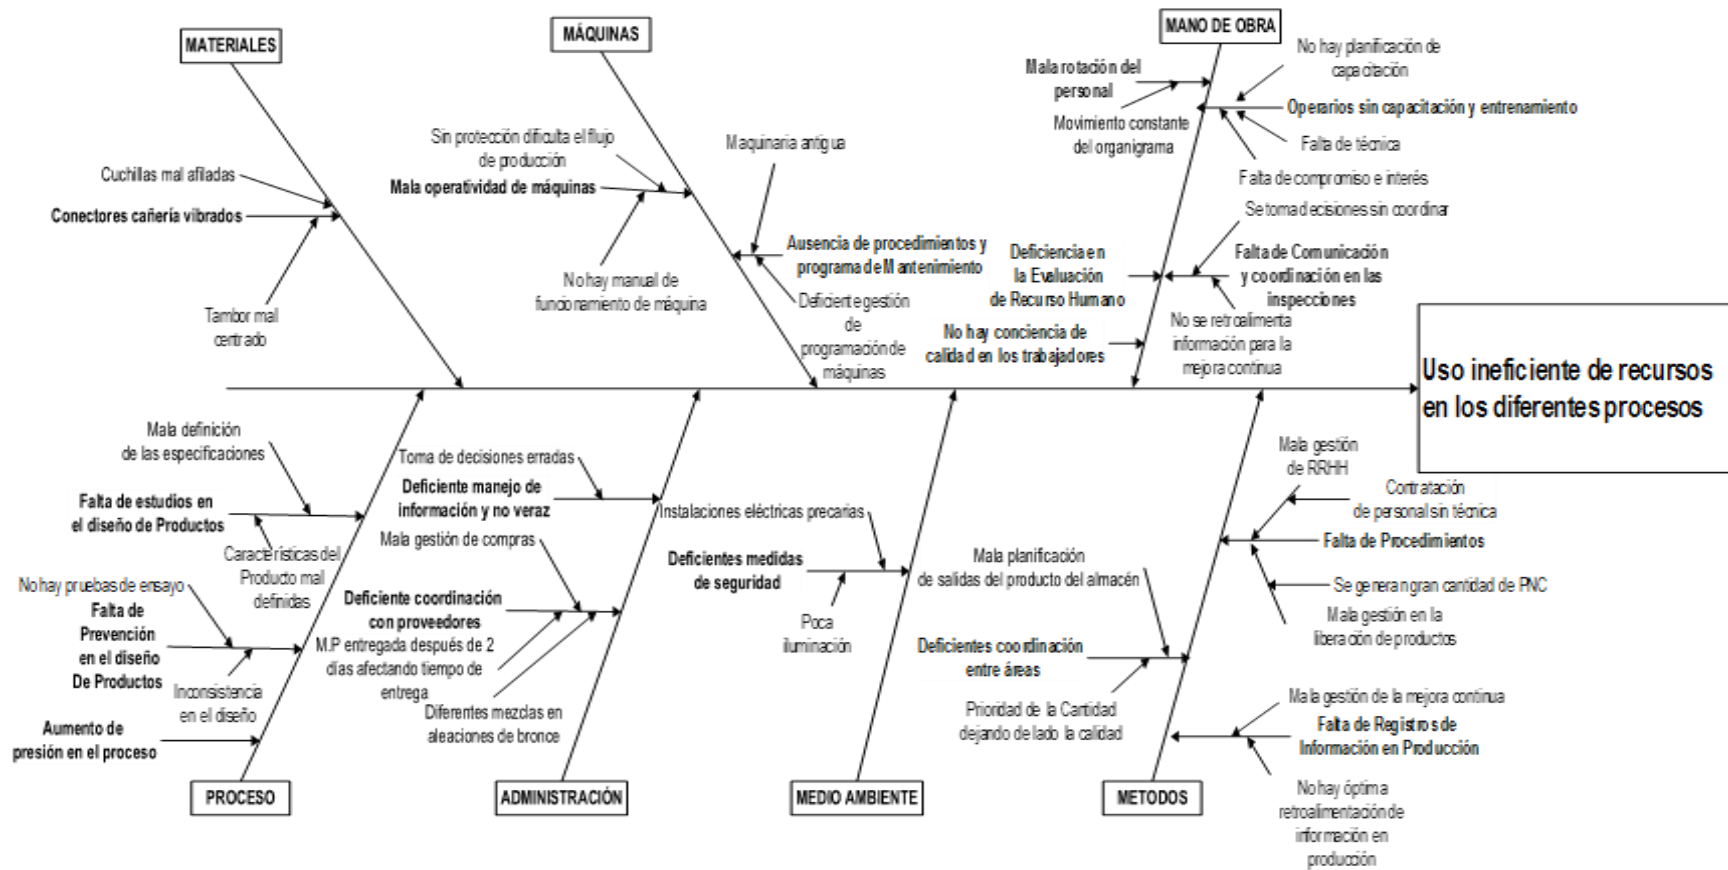 MATERIALES
Cuchillas mal afiladas
Conectores cañería vibrados
Tambor mal
centrado
MÁQUINAS
Sin protección dificulta el flujo
de producción
Mala operatividad de máquinas
No hay manual de
funcionamiento de máquina
Maquinaria antigua
Ausencia de procedimientos y
programa de Mantenimiento
Deficiente gestión
de
programación de
máquinas
MANO DE OBRA
Mala rotación del
personal
Movimiento constante
del organigrama
No hay planificación de
capacitación
Operarios sin capacitación y entrenamiento
Falta de técnica
Falta de compromiso e interés
Se toma decisiones sin coordinar
Deficiencia en
la Evaluación
de Recurso Humano
Falta de Comunicación
y coordinación en las
inspecciones
No hay conciencia de
calidad en los trabajadores
No se retroalimenta
información para la
mejora continua
Uso ineficiente de recursos
en los diferentes procesos
Mala definición
de las especificaciones
Falta de estudios en
el diseño de Productos
Características del
Producto mal
definidas
No hay pruebas de ensayo
Falta de
Prevención
en el diseño
De Productos
Inconsistencia
en el diseño
Aumento de
presión en el proceso
PROCESO
Toma de decisiones erradas
Deficiente manejo de
información y no veraz
Mala gestión de compras
Deficiente coordinación
con proveedores
M.P entregada después de 2
días afectando tiempo de
entrega
Diferentes mezclas en
aleaciones de bronce
ADMINISTRACIÓN
Instalaciones eléctricas precarias
Deficientes medidas
de seguridad
Poca
iluminación
MEDIO AMBIENTE
Mala planificación
de salidas del producto del almacén
Deficientes coordinación
entre áreas
Prioridad de la Cantidad
dejando de lado la calidad
Mala gestión
de RRHH
Contratación
de personal sin técnica
Falta de Procedimientos
Se generan gran cantidad de PNC
Mala gestión en la
liberación de productos
Mala gestión de la mejora continua
Falta de Registros de
Información en Producción
No hay óptima
retroalimentación de
información en
producción
METODOS